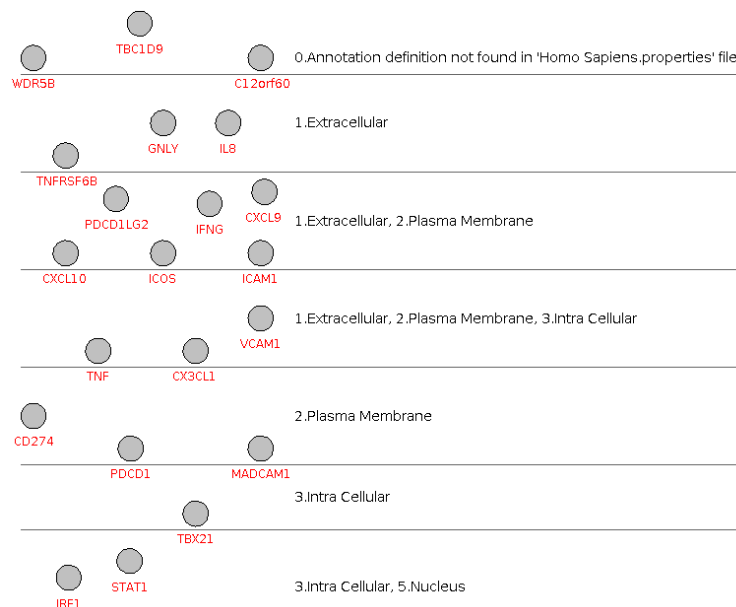 TBC1D9
0.Annotation definition not found in 'Homo Sapiens.properties' file
WDR5B
C12orf60
1.Extracellular
GNLY
IL8
TNFRSF6B
CXCL9
PDCD1LG2
IFNG
1.Extracellular, 2.Plasma Membrane
CXCL10
ICOS
ICAM1
1.Extracellular, 2.Plasma Membrane, 3.Intra Cellular
VCAM1
TNF
CX3CL1
2.Plasma Membrane
CD274
PDCD1
MADCAM1
3.Intra Cellular
TBX21
STAT1
3.Intra Cellular, 5.Nucleus
IRF1